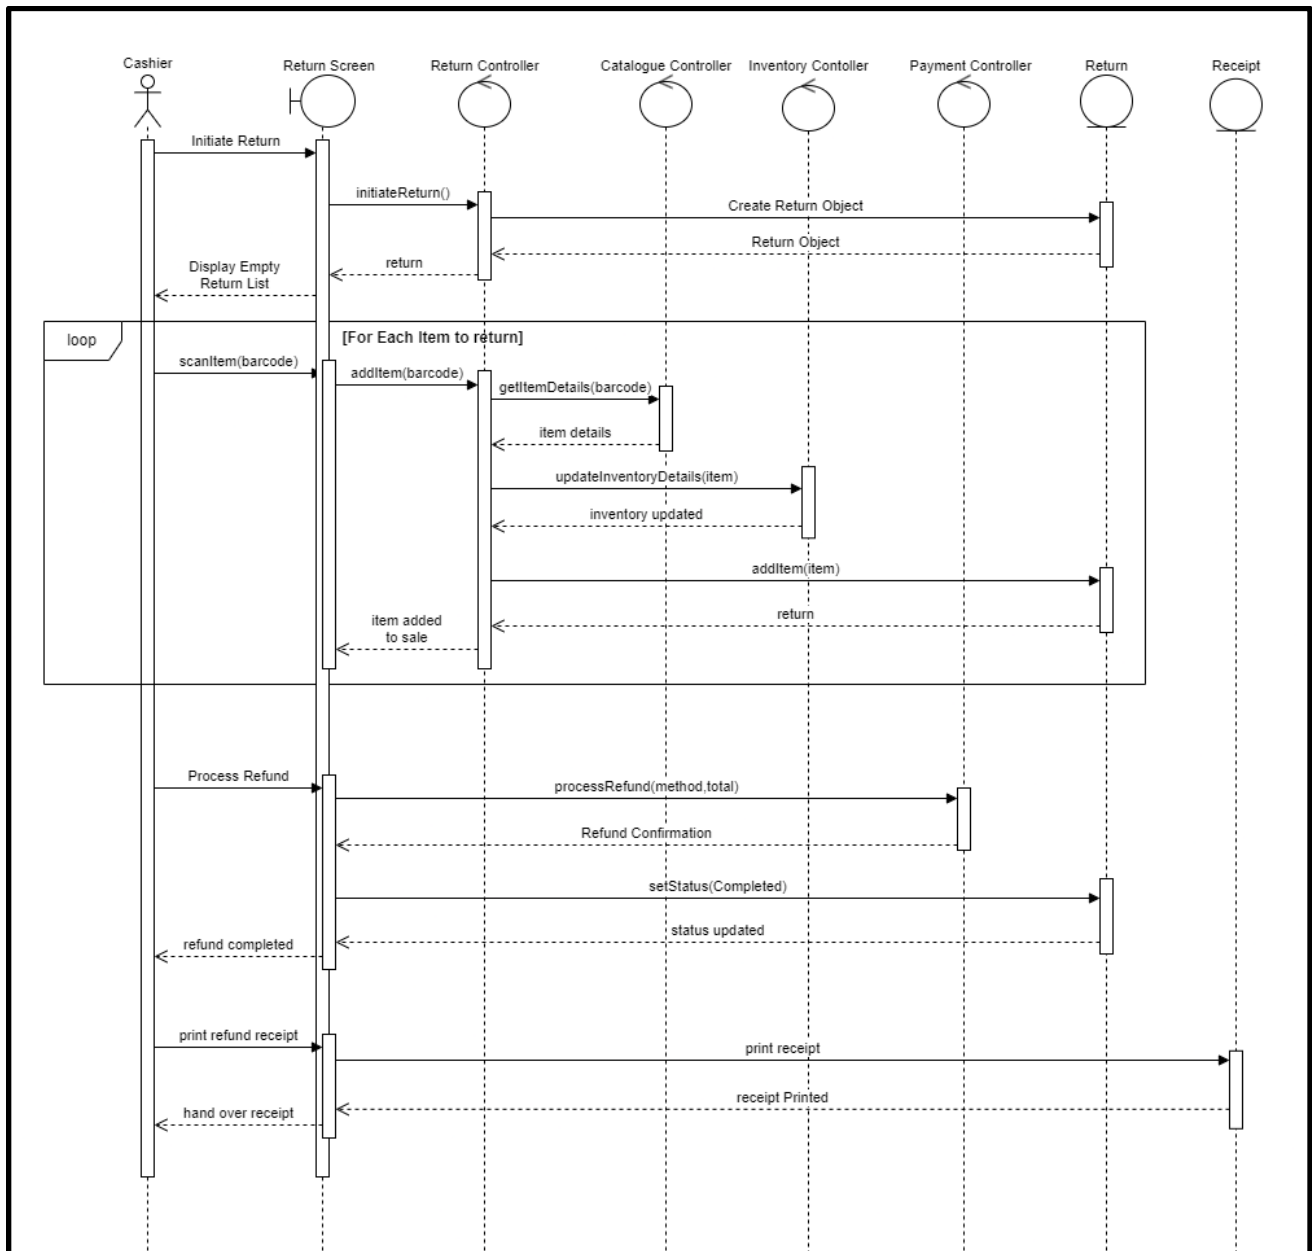 Cashier
Return Screen
Return Controller
Catalogue Controller
Inventory Contoller
Payment Controller
Return
Receipt
Initiate Return
initiateReturn()
Create Return Object
Return Object
return
Display Empty
Return List
loop
[For Each Item to return]
scanItem(barcode)
addItem(barcode)
getItemDetails(barcode)
item details
updateInventoryDetails(item)
inventory updated
addItem(item)
return
item added
to sale
Process Refund
processRefund(method,total)
Refund Confirmation
setStatus(Completed)
status updated
refund completed
print refund receipt
print receipt
receipt Printed
hand over receipt